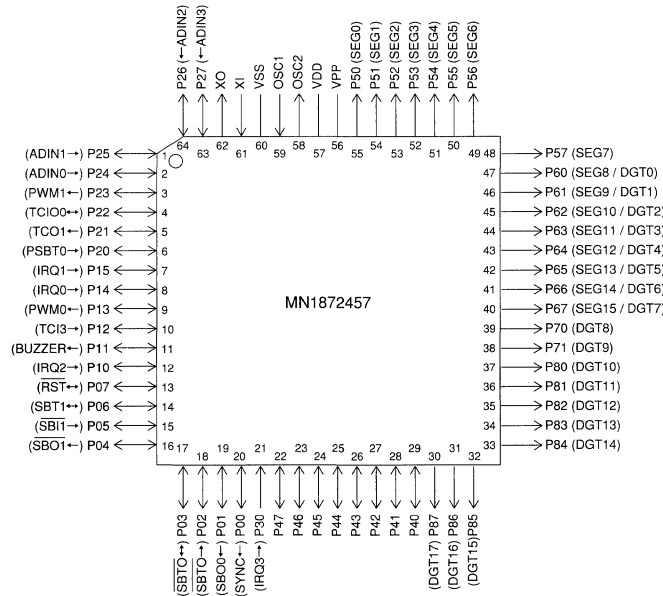 P26 (←ADIN2)
P27 (←ADIN3)
XO
XI
VSS
OSC1
OSC2
VDD
VPP
P50 (SEG0)
P51 (SEG1)
P52 (SEG2)
P53 (SEG3)
P54 (SEG4)
P55 (SEG5)
P56 (SEG6)
64 63 62 61 60 59 58 57 56 55 54 53 52 51 50 49
(ADIN1→) P25 1
(ADIN0→) P24 2
(PWM1←) P23 3
(TCIO0↔) P22 4
(TCO1←) P21 5
(PSBT0↔) P20 6
(IRQ1→) P15 7
(IRQ0→) P14 8
(PWM0←) P13 9
(TCI3→) P12 10
(BUZZER←) P11 11
(IRQ2→) P10 12
(RST↔) P07 13
(SBT1↔) P06 14
(SBI1→) P05 15
(SBO1←) P04 16
MN1872457
48 P57 (SEG7)
47 P60 (SEG8 / DGT0)
46 P61 (SEG9 / DGT1)
45 P62 (SEG10 / DGT2)
44 P63 (SEG11 / DGT3)
43 P64 (SEG12 / DGT4)
42 P65 (SEG13 / DGT5)
41 P66 (SEG14 / DGT6)
40 P67 (SEG15 / DGT7)
39 P70 (DGT8)
38 P71 (DGT9)
37 P80 (DGT10)
36 P81 (DGT11)
35 P82 (DGT12)
34 P83 (DGT13)
33 P84 (DGT14)
17 18 19 20 21 22 23 24 25 26 27 28 29 30 31 32
(SBTO↔) P03
(SBTO→) P02
(SBO0←) P01
(SYNC←) P00
(IRQ3→) P30
P47
P46
P45
P44
P43
P42
P41
P40
(DGT17) P87
(DGT16) P86
(DGT15) P85